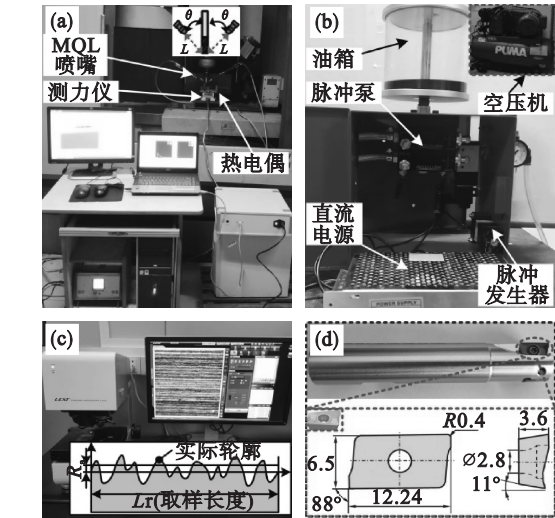 (a)
θ θ
L L
MQL
喷嘴
测力仪
热电偶
(b)
油箱
PUMA
空压机
脉冲泵
直流
电源
脉冲
发生器
POWER SUPPLY
(c)
LEXT
实际轮廓
R
Lr(取样长度)
(d)
R0.4
3.6
6.5
⌀2.8
11°
88°
12.24